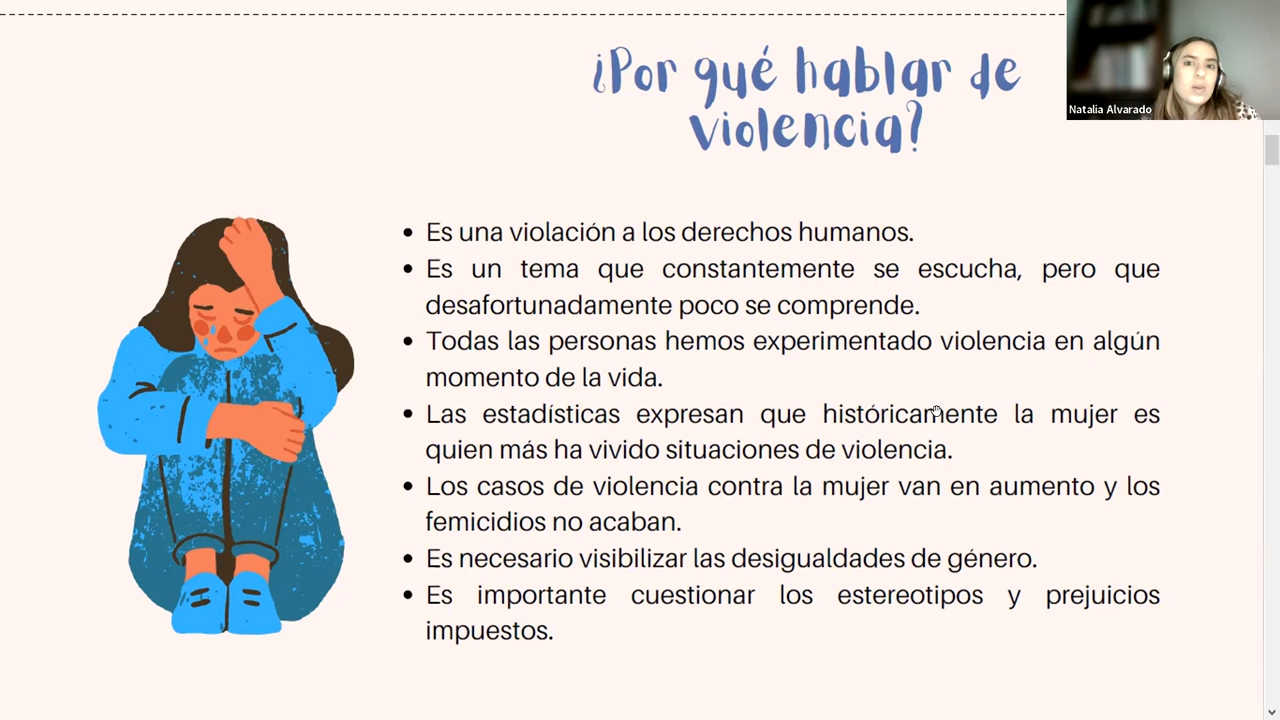 ¿Por qué hablar de
violencia?
Natalia Alvarado
• Es una violación a los derechos humanos.
• Es un tema que constantemente se escucha, pero que
desafortunadamente poco se comprende.
• Todas las personas hemos experimentado violencia en algún
momento de la vida.
• Las estadísticas expresan que históricamente la mujer es
quien más ha vivido situaciones de violencia.
• Los casos de violencia contra la mujer van en aumento y los
femicidios no acaban.
• Es necesario visibilizar las desigualdades de género.
• Es importante cuestionar los estereotipos y prejuicios
impuestos.